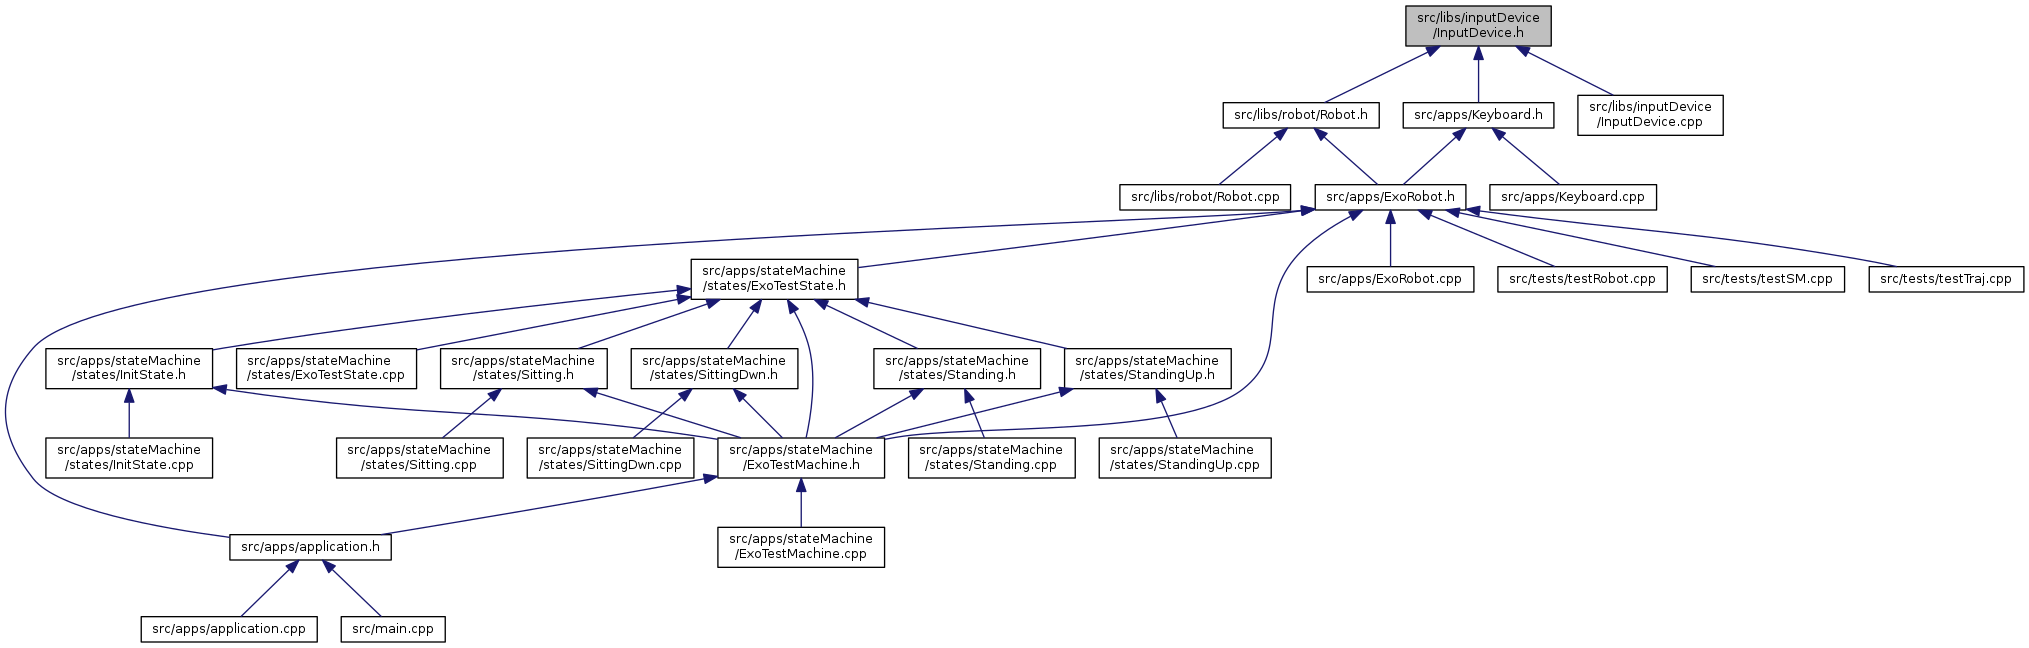 src/libs/inputDevice
/InputDevice.h
src/libs/robot/Robot.h
src/apps/Keyboard.h
src/libs/inputDevice
/InputDevice.cpp
src/libs/robot/Robot.cpp
src/apps/ExoRobot.h
src/apps/Keyboard.cpp
src/apps/stateMachine
/states/ExoTestState.h
src/apps/ExoRobot.cpp
src/tests/testRobot.cpp
src/tests/testSM.cpp
src/tests/testTraj.cpp
src/apps/stateMachine
/states/InitState.h
src/apps/stateMachine
/states/ExoTestState.cpp
src/apps/stateMachine
/states/Sitting.h
src/apps/stateMachine
/states/SittingDwn.h
src/apps/stateMachine
/states/Standing.h
src/apps/stateMachine
/states/StandingUp.h
src/apps/stateMachine
/states/InitState.cpp
src/apps/stateMachine
/states/Sitting.cpp
src/apps/stateMachine
/states/SittingDwn.cpp
src/apps/stateMachine
/ExoTestMachine.h
src/apps/stateMachine
/states/Standing.cpp
src/apps/stateMachine
/states/StandingUp.cpp
src/apps/application.h
src/apps/stateMachine
/ExoTestMachine.cpp
src/apps/application.cpp
src/main.cpp